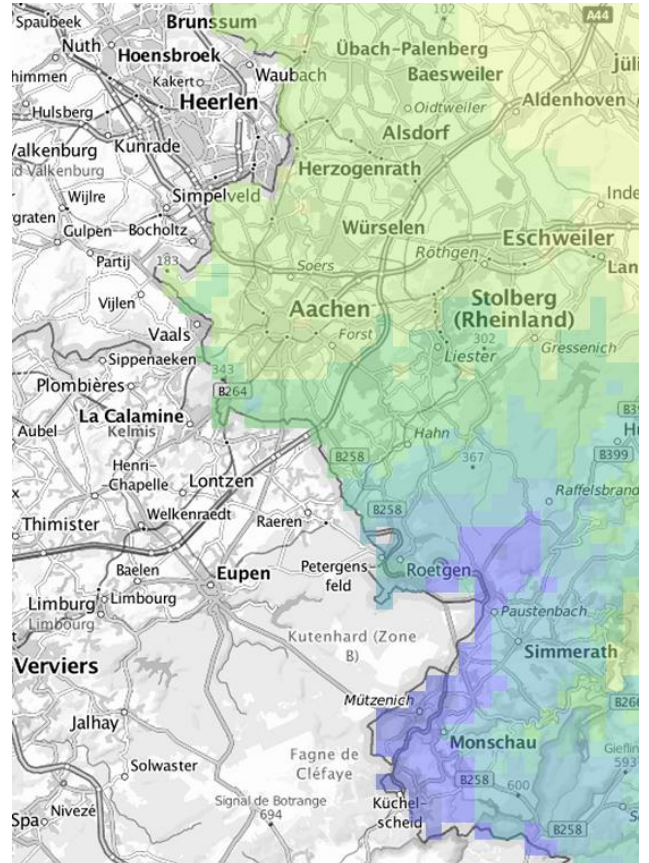 Spaubeek
Brunssum
102
A44
Nuth
Hoensbroek
Übach-Palenberg
himmen
Kakert
Waubach
Baesweiler
Jüli
Hulsberg
Heerlen
Oidtweiler
Aldenhoven
Kunrade
Alsdorf
Valkenburg
d Valkenburg
Herzogenrath
Wijlre
Simpelveld
Inde
graten
Gulpen
Bocholtz
Würselen
Eschweiler
Partij
183
Soers
Röthgen
Lan
Vijlen
Aachen
Stolberg
(Rheinland)
Vaals
Forst
302
Gressenich
Sippenaeken
343
Liester
Plombières
B264
La Calamine
Kelmis
Aubel
Hahn
B39
Hu
Henri-
Chapelle
Lontzen
B258
367
B399
Raffelsbrand
Thimister
Welkenraedt
Raeren
B258
Baelen
Petergens-
feld
Roetgen
Eupen
Limburg
Limbourg
Limbourg
Paustenbach
Kutenhard (Zone
B)
Simmerath
Verviers
Mützenich
B266
Jalhay
Monschau
Gieflin
593
Solwaster
Fagne de
Cléfaye
B258
600
Spa
Nivezé
Signal de Botrange
694
Küchel-
scheid
B258
S